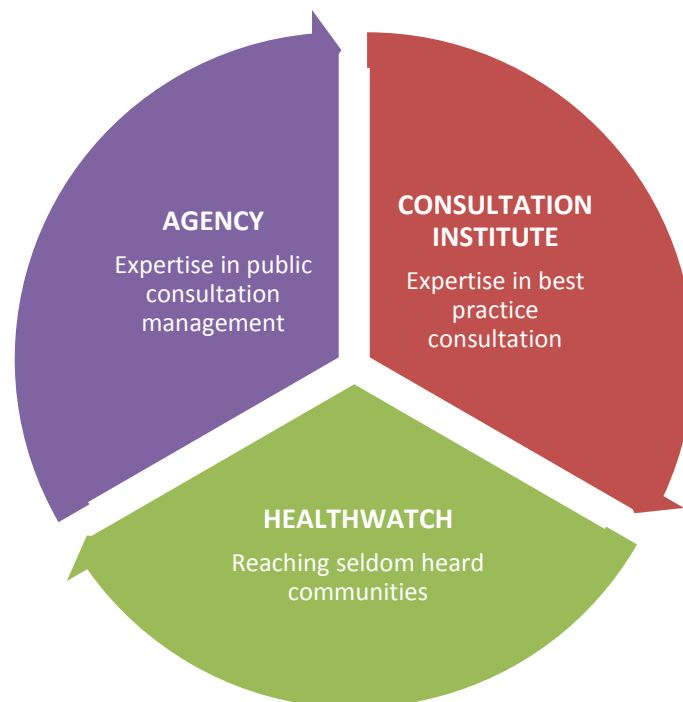 AGENCY
Expertise in public
consultation
management
CONSULTATION
INSTITUTE
Expertise in best
practice
consultation
HEALTHWATCH
Reaching seldom heard
communities